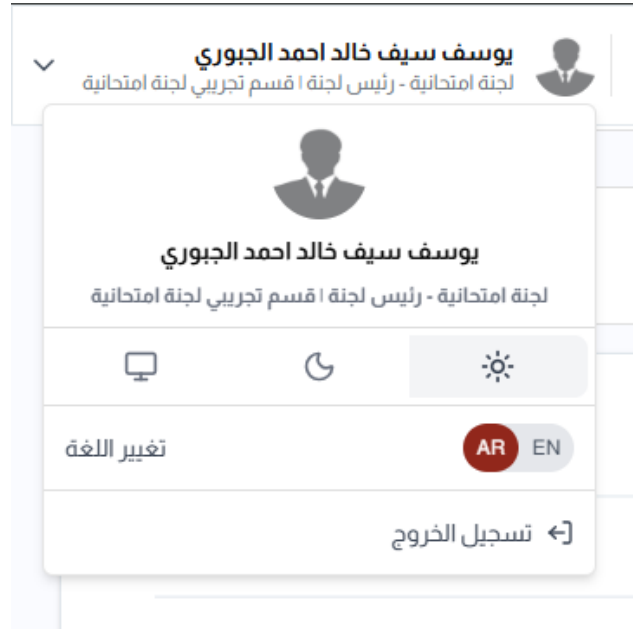 يوسف سيف خالد احمد الجبوري
لجنة امتحانية - رئيس لجنة | قسم تجريبي لجنة امتحانية
يوسف سيف خالد احمد الجبوري
لجنة امتحانية - رئيس لجنة | قسم تجريبي لجنة امتحانية
تغيير اللغة AR EN
تسجيل الخروج